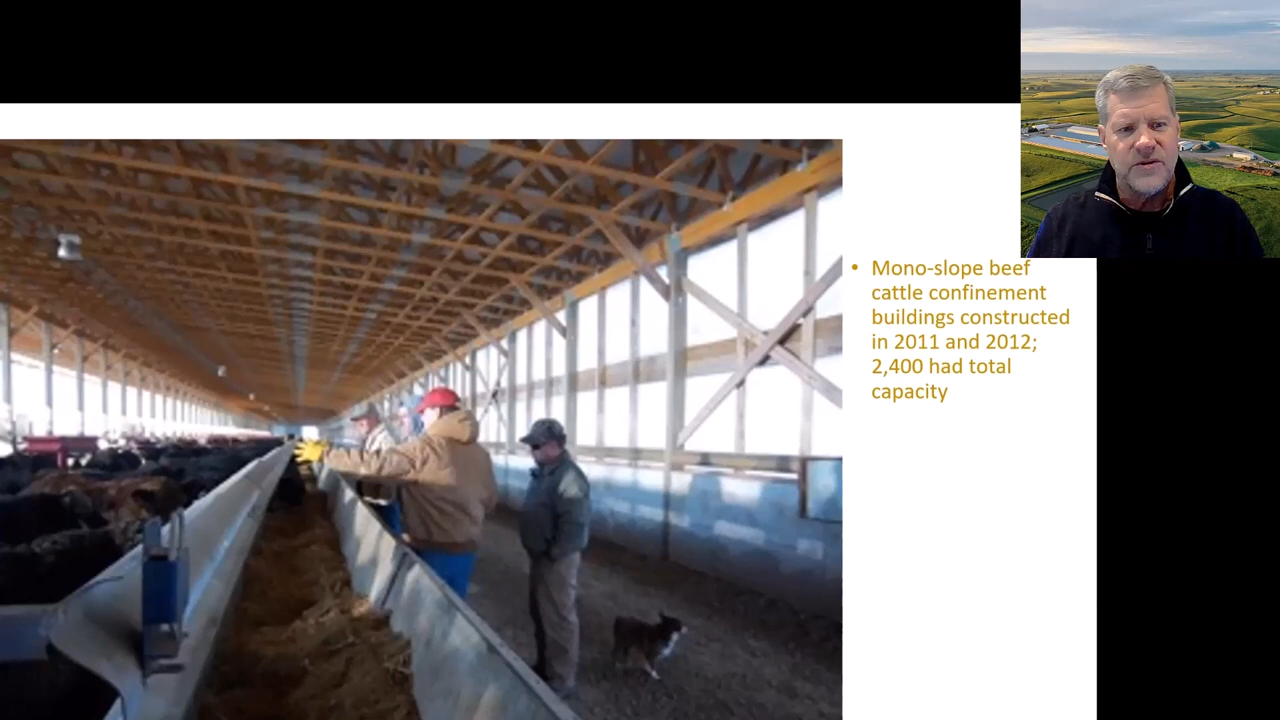 • Mono-slope beef
cattle confinement
buildings constructed
in 2011 and 2012;
2,400 had total
capacity